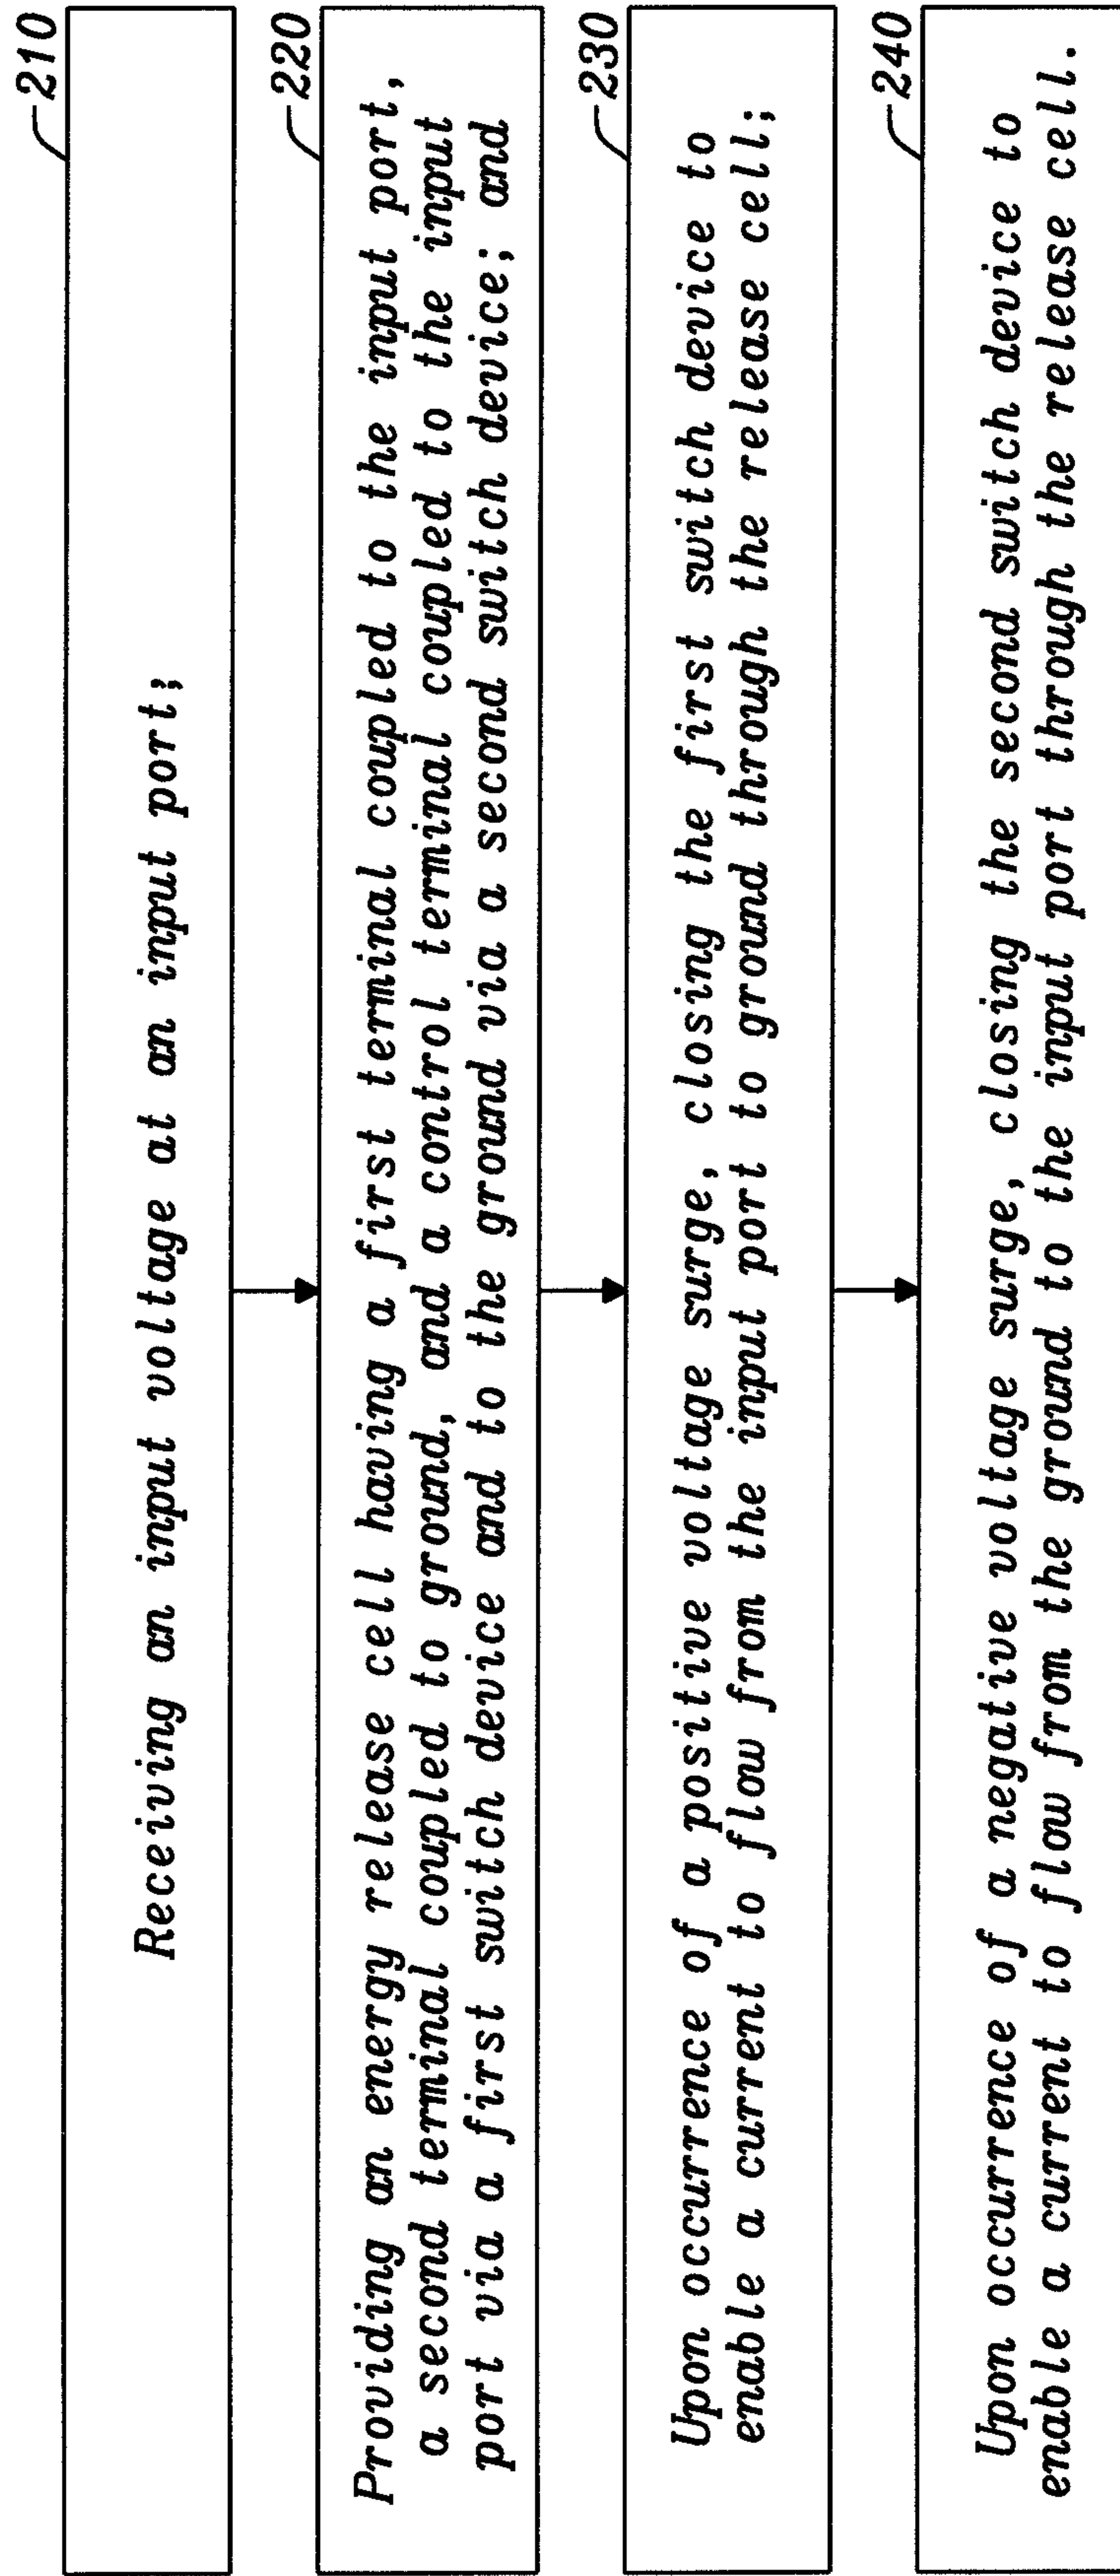 210
Receiving an input voltage at an input port;
220
Providing an energy release cell having a first terminal coupled to the input port,
a second terminal coupled to ground, and a control terminal coupled to the input
port via a first switch device and to the ground via a second switch device; and
230
Upon occurrence of a positive voltage surge, closing the first switch device to
enable a current to flow from the input port to ground through the release cell;
240
Upon occurrence of a negative voltage surge, closing the second switch device to
enable a current to flow from the ground to the input port through the release cell.